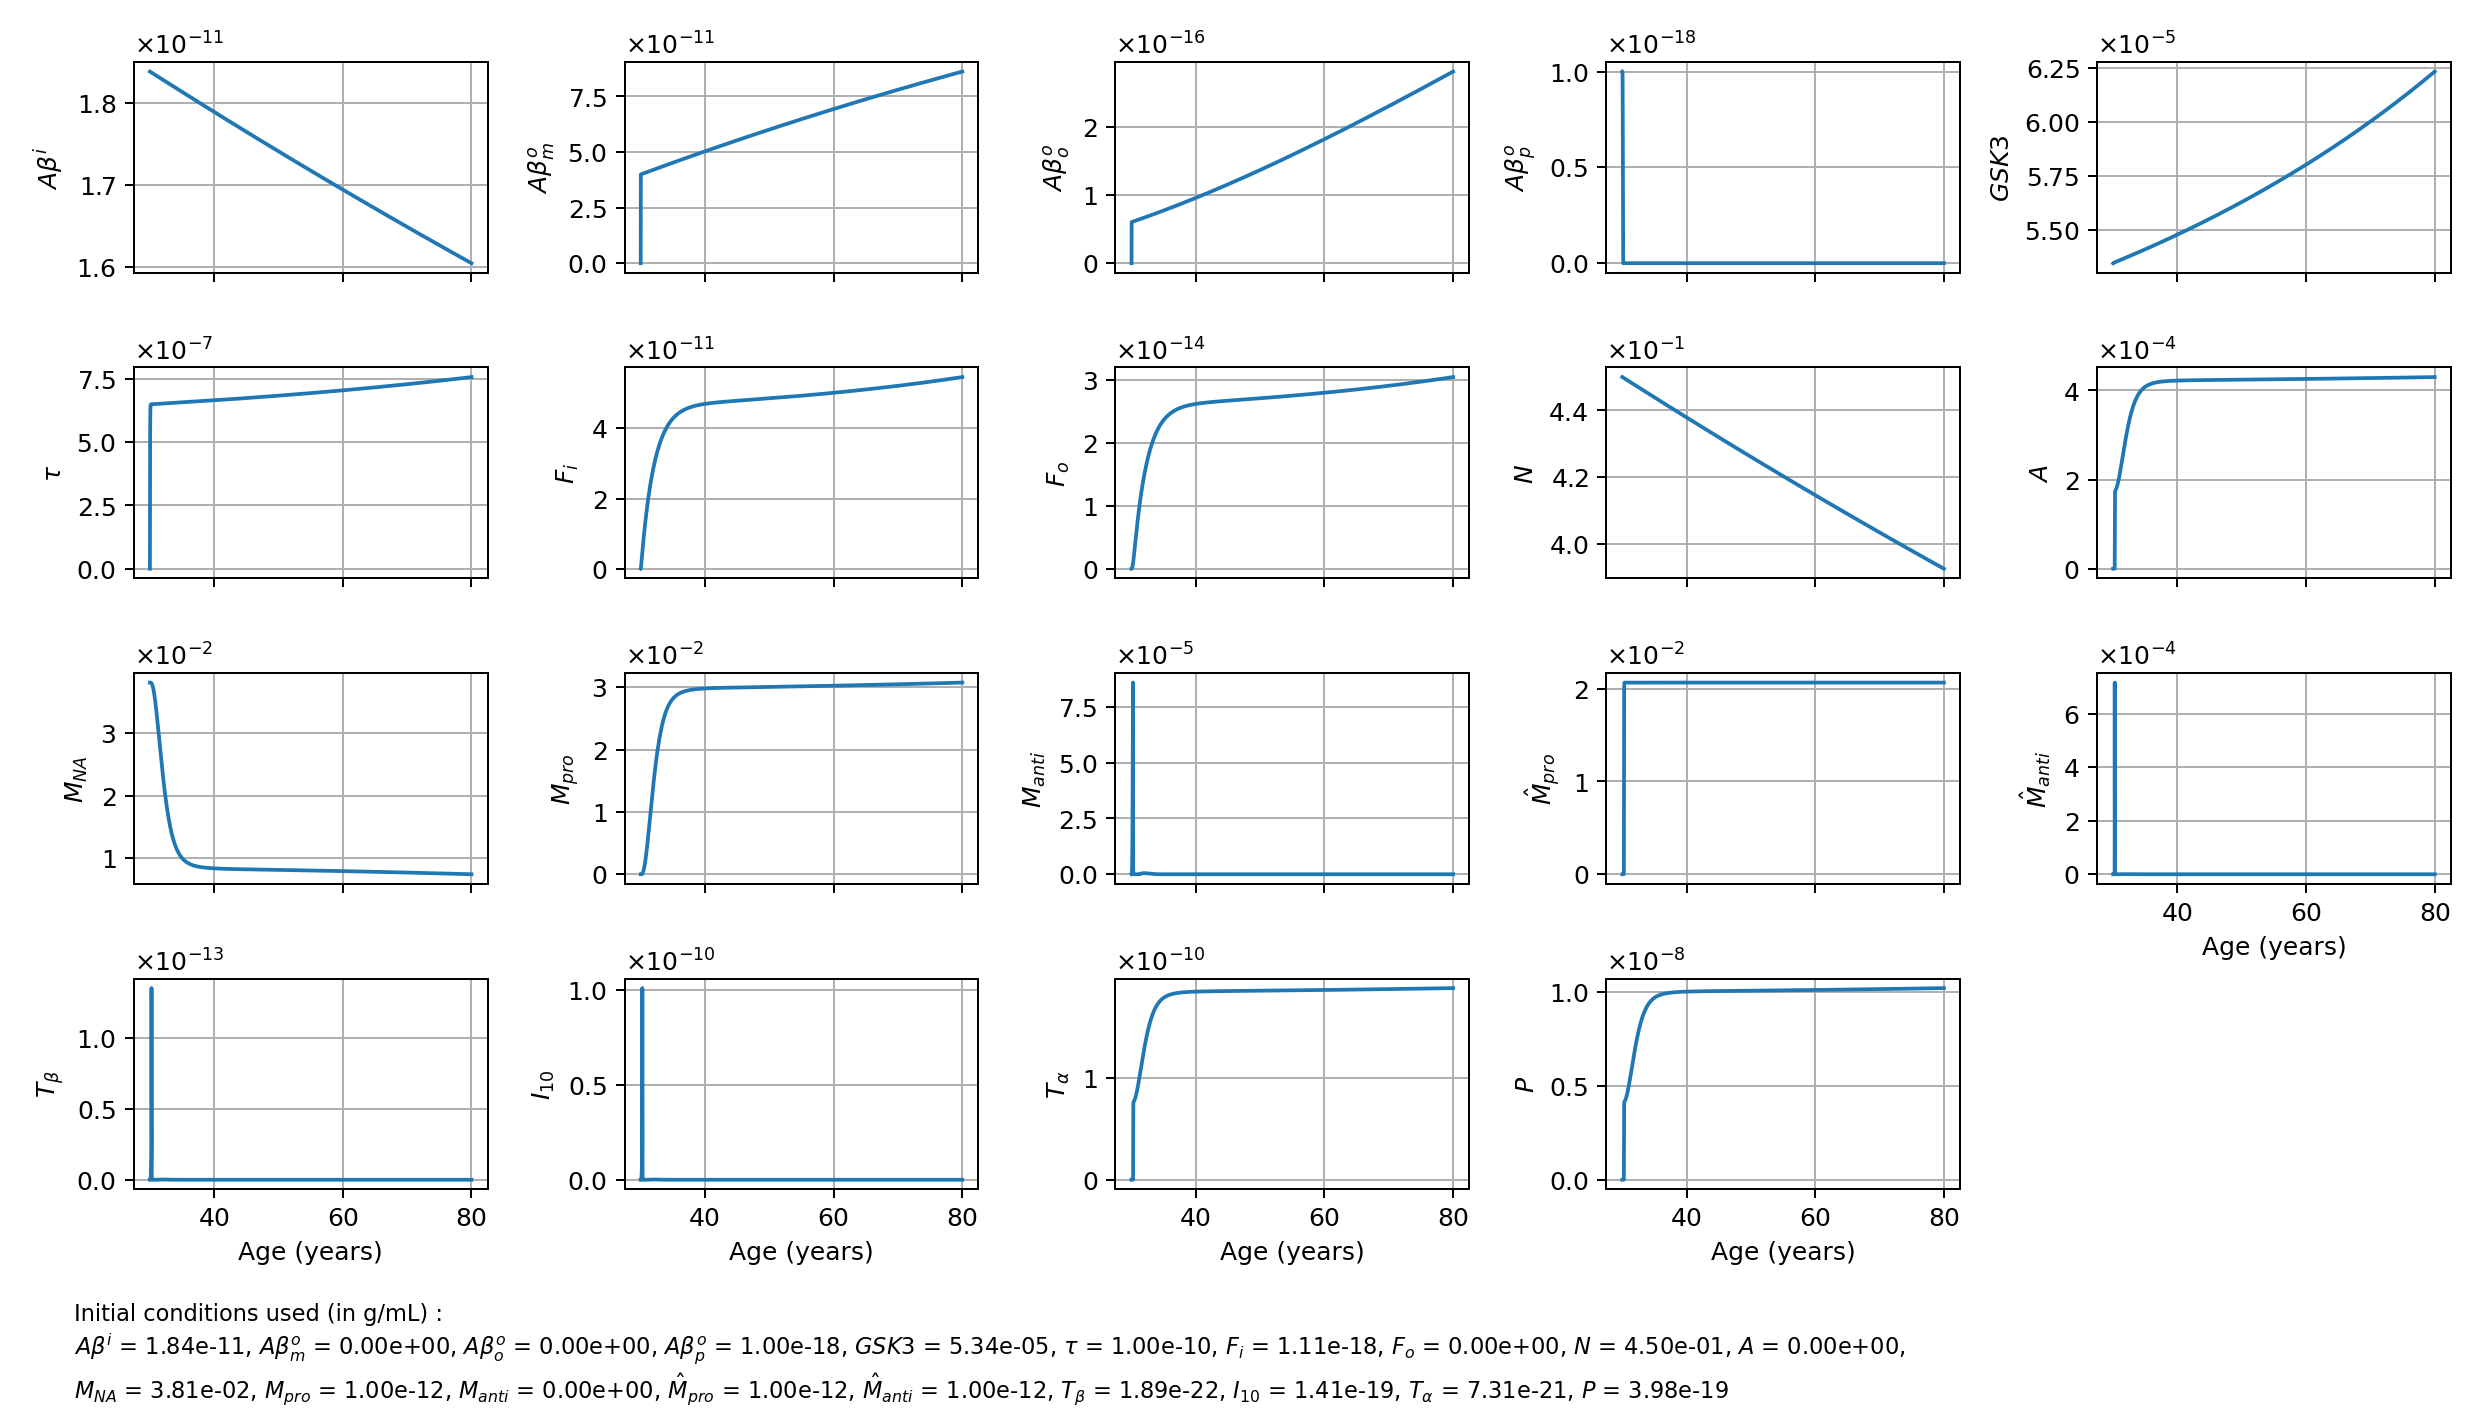 ×10⁻¹¹ ×10⁻¹¹ ×10⁻¹⁶ ×10⁻¹⁸ ×10⁻⁵
Aβⁱ 1.8 1.7 1.6
Aβₘᵒ 7.5 5.0 2.5 0.0
Aβₒᵒ 2 1 0
Aβₚᵒ 1.0 0.5 0.0
GSK3 6.25 6.00 5.75 5.50
×10⁻⁷ ×10⁻¹¹ ×10⁻¹⁴ ×10⁻¹ ×10⁻⁴
τ 7.5 5.0 2.5 0.0
Fᵢ 4 2 0
Fₒ 3 2 1 0
N 4.4 4.2 4.0
A 4 2 0
×10⁻² ×10⁻² ×10⁻⁵ ×10⁻² ×10⁻⁴
M_NA 3 2 1
M_pro 3 2 1 0
M_anti 7.5 5.0 2.5 0.0
M̂_pro 2 1 0
M̂_anti 6 4 2 0
40 60 80
Age (years)
×10⁻¹³ ×10⁻¹⁰ ×10⁻¹⁰ ×10⁻⁸
T_β 1.0 0.5 0.0
I₁₀ 1.0 0.5 0.0
T_α 1 0
P 1.0 0.5 0.0
40 60 80 40 60 80 40 60 80 40 60 80
Age (years) Age (years) Age (years) Age (years)
Initial conditions used (in g/mL) :
Aβⁱ = 1.84e-11, Aβₘᵒ = 0.00e+00, Aβₒᵒ = 0.00e+00, Aβₚᵒ = 1.00e-18, GSK3 = 5.34e-05, τ = 1.00e-10, Fᵢ = 1.11e-18, Fₒ = 0.00e+00, N = 4.50e-01, A = 0.00e+00,
M_NA = 3.81e-02, M_pro = 1.00e-12, M_anti = 0.00e+00, M̂_pro = 1.00e-12, M̂_anti = 1.00e-12, T_β = 1.89e-22, I₁₀ = 1.41e-19, T_α = 7.31e-21, P = 3.98e-19